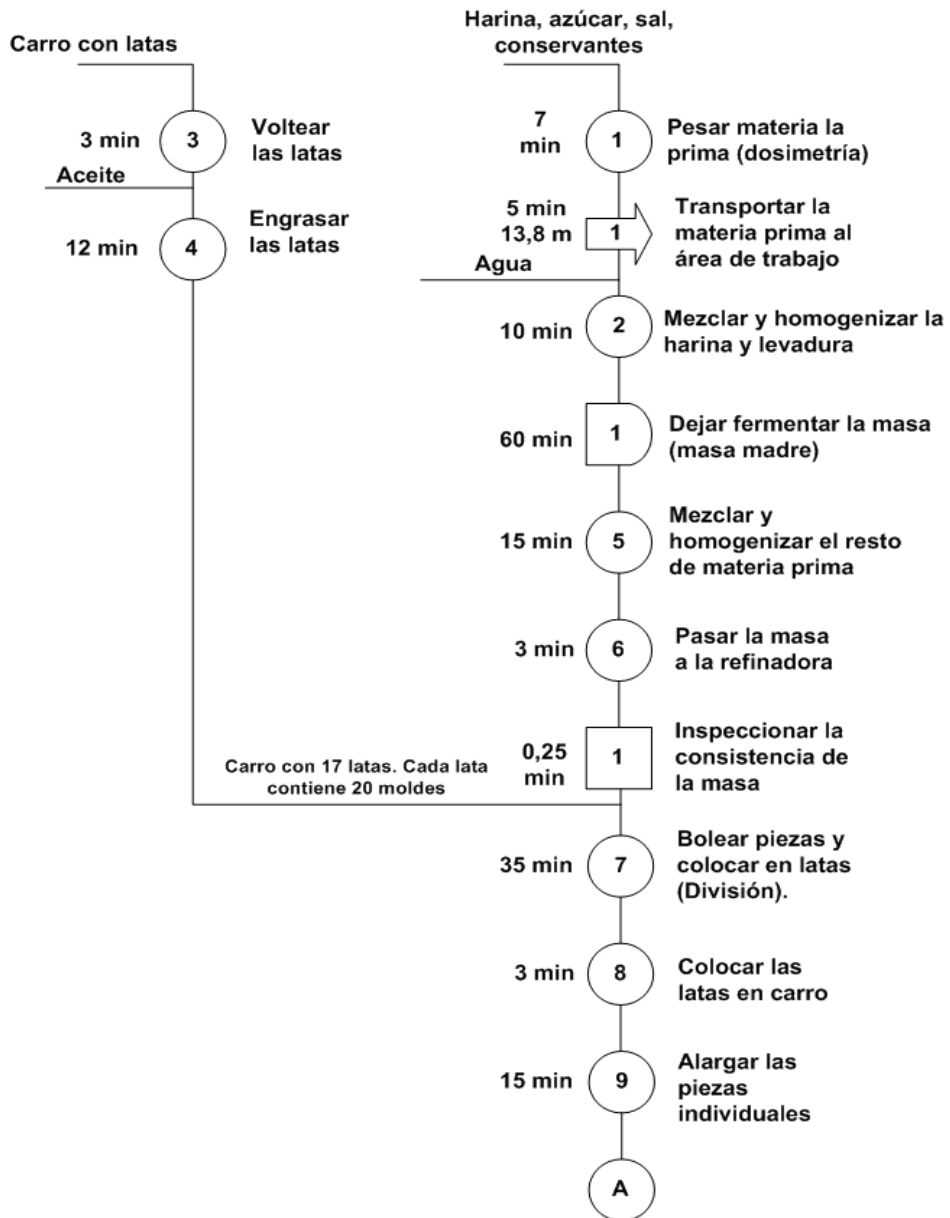 Carro con latas
3 min
3
Voltear
las latas
Aceite
12 min
4
Engrasar
las latas
Harina, azúcar, sal,
conservantes
7
min
1
Pesar materia la
prima (dosimetría)
5 min
13,8 m
1
Transportar la
materia prima al
área de trabajo
Agua
10 min
2
Mezclar y homogenizar la
harina y levadura
60 min
1
Dejar fermentar la masa
(masa madre)
15 min
5
Mezclar y
homogenizar el resto
de materia prima
3 min
6
Pasar la masa
a la refinadora
0,25
min
1
Inspeccionar la
consistencia de
la masa
Carro con 17 latas. Cada lata
contiene 20 moldes
35 min
7
Bolear piezas y
colocar en latas
(División).
3 min
8
Colocar las
latas en carro
15 min
9
Alargar las
piezas
individuales
A